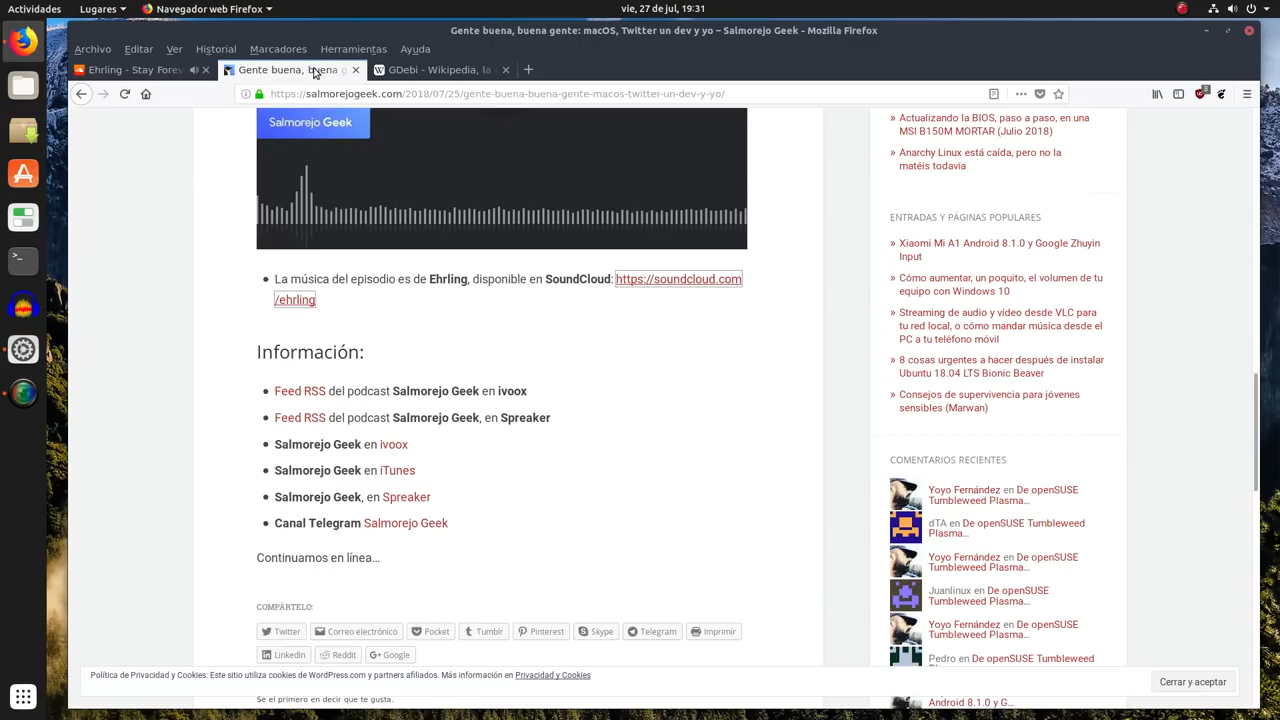 Actividades
Navegador web Firefox
vie, 27 de jul, 19:31
Usuario
Gente buena, buena gente: macOS, Twitter un dev y yo – Salmorejo Geek - Mozilla Firefox
Archivo Editar Ver Historial Marcadores Herramientas Ayuda
Ehrling - Stay Forev
Gente buena, buena g
GDebi - Wikipedia, la
https://salmorejogeek.com/2018/07/25/gente-buena-buena-gente-macos-twitter-un-dev-y-yo/
8
Salmorejo Geek
La música del episodio es de Ehrling, disponible en SoundCloud: https://soundcloud.com
/ehrling
Información:
Feed RSS del podcast Salmorejo Geek en ivoox
Feed RSS del podcast Salmorejo Geek, en Spreaker
Salmorejo Geek en ivoox
Salmorejo Geek en iTunes
Salmorejo Geek, en Spreaker
Canal Telegram Salmorejo Geek
Continuamos en línea…
COMPÁRTELO:
Twitter Correo electrónico Pocket Tumblr Pinterest Skype Telegram Imprimir
LinkedIn Reddit Google
Sé el primero en decir que te gusta.
» Actualizando la BIOS, paso a paso, en una
MSI B150M MORTAR (Julio 2018)
» Anarchy Linux está caída, pero no la
matéis todavía
ENTRADAS Y PÁGINAS POPULARES
» Xiaomi Mi A1 Android 8.1.0 y Google Zhuyin
Input
» Cómo aumentar, un poquito, el volumen de tu
equipo con Windows 10
» Streaming de audio y vídeo desde VLC para
tu red local, o cómo mandar música desde el
PC a tu teléfono móvil
» 8 cosas urgentes a hacer después de instalar
Ubuntu 18.04 LTS Bionic Beaver
» Consejos de supervivencia para jóvenes
sensibles (Marwan)
COMENTARIOS RECIENTES
Yoyo Fernández en De openSUSE
Tumbleweed Plasma…
dTA en De openSUSE Tumbleweed
Plasma…
Yoyo Fernández en De openSUSE
Tumbleweed Plasma…
Juanlinux en De openSUSE
Tumbleweed Plasma…
Yoyo Fernández en De openSUSE
Tumbleweed Plasma…
Pedro en De openSUSE Tumbleweed
Android 8.1.0 y G…
Política de Privacidad y Cookies: Este sitio utiliza cookies de WordPress.com y partners afiliados. Más información en Privacidad y Cookies
Cerrar y aceptar